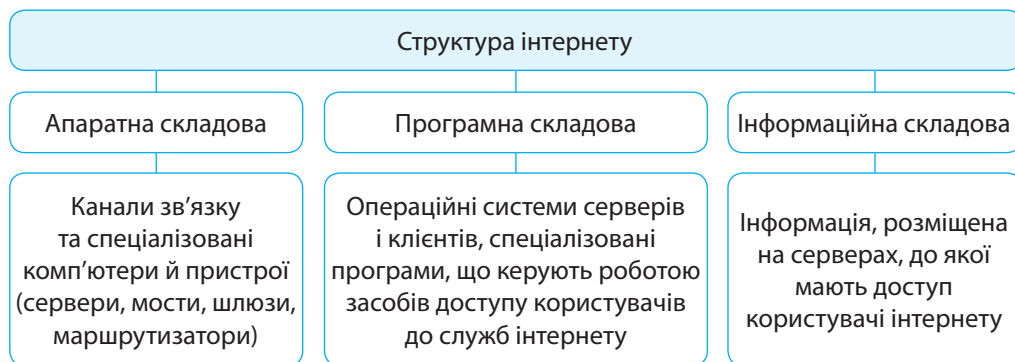 Структура інтернету
Апаратна складова
Програмна складова
Інформаційна складова
Канали зв’язку
та спеціалізовані
комп’ютери й пристрої
(сервери, мости, шлюзи,
маршрутизатори)
Операційні системи серверів
і клієнтів, спеціалізовані
програми, що керують роботою
засобів доступу користувачів
до служб інтернету
Інформація, розміщена
на серверах, до якої
мають доступ
користувачі інтернету